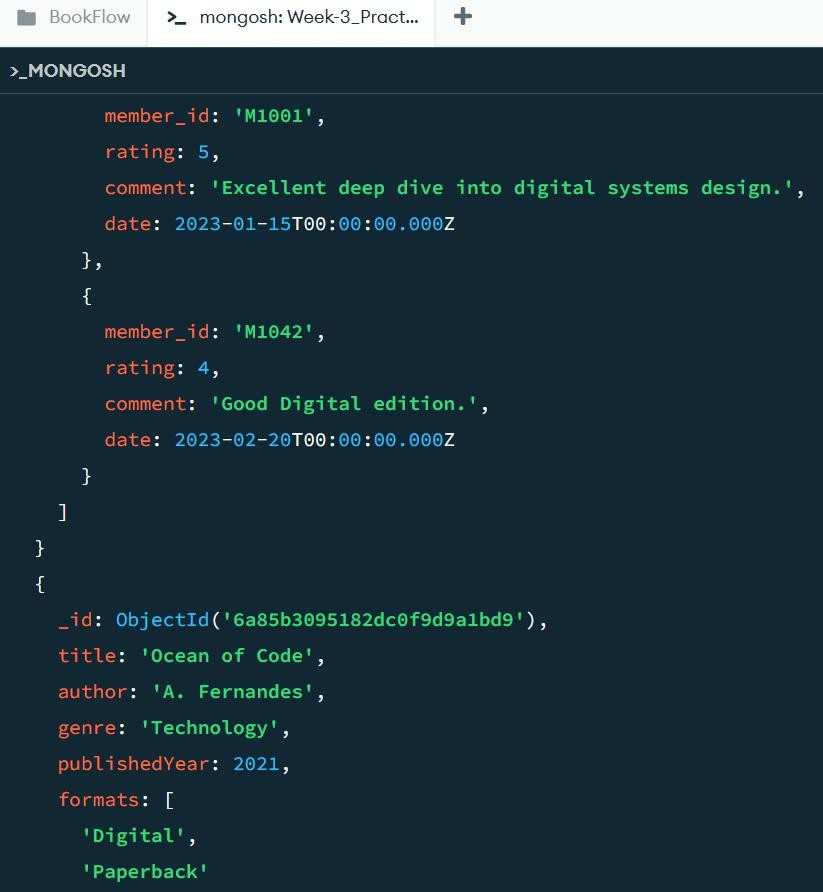 BookFlow
>_ mongosh: Week-3_Pract...
>_MONGOSH
member_id: 'M1001',
rating: 5,
comment: 'Excellent deep dive into digital systems design.',
date: 2023-01-15T00:00:00.000Z
},
{
member_id: 'M1042',
rating: 4,
comment: 'Good Digital edition.',
date: 2023-02-20T00:00:00.000Z
}
]
}
{
_id: ObjectId('6a85b3095182dc0f9d9a1bd9'),
title: 'Ocean of Code',
author: 'A. Fernandes',
genre: 'Technology',
publishedYear: 2021,
formats: [
'Digital',
'Paperback'